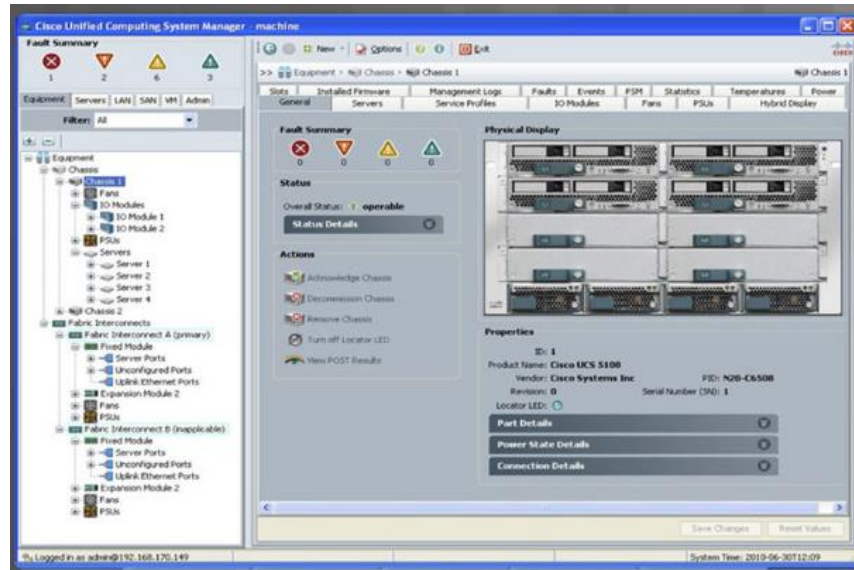 Cisco Unified Computing System Manager - machine
Fault Summary
1 2 6 3
Equipment Servers LAN SAN VM Admin
Filter: All
Equipment
Chassis
Chassis 1
Fans
IO Modules
IO Module 1
IO Module 2
PSUs
Servers
Server 1
Server 2
Server 3
Server 4
Chassis 2
Fabric Interconnects
Fabric Interconnect A (primary)
Fixed Module
Server Ports
Unconfigured Ports
Uplink Ethernet Ports
Expansion Module 2
Fans
PSUs
Fabric Interconnect B (inapplicable)
Fixed Module
Server Ports
Unconfigured Ports
Uplink Ethernet Ports
Expansion Module 2
Fans
PSUs
New Options Exit
CISCO
>> Equipment Chassis Chassis 1 Chassis 1
Slots Installed Firmware Management Logs Faults Events FSM Statistics Temperatures Power
General Servers Service Profiles IO Modules Fans PSUs Hybrid Display
Fault Summary
0 0 0 0
Status
Overall Status: operable
Status Details
Actions
Acknowledge Chassis
Decommission Chassis
Remove Chassis
Turn off Locator LED
View POST Results
Physical Display
Properties
ID: 1
Product Name: Cisco UCS 5108
Vendor: Cisco Systems Inc PID: N20-C6508
Revision: 0 Serial Number (SN): 1
Locator LED:
Part Details
Power State Details
Connection Details
Save Changes Reset Values
Logged in as admin@192.168.170.149 System Time: 2010-06-30T12:09